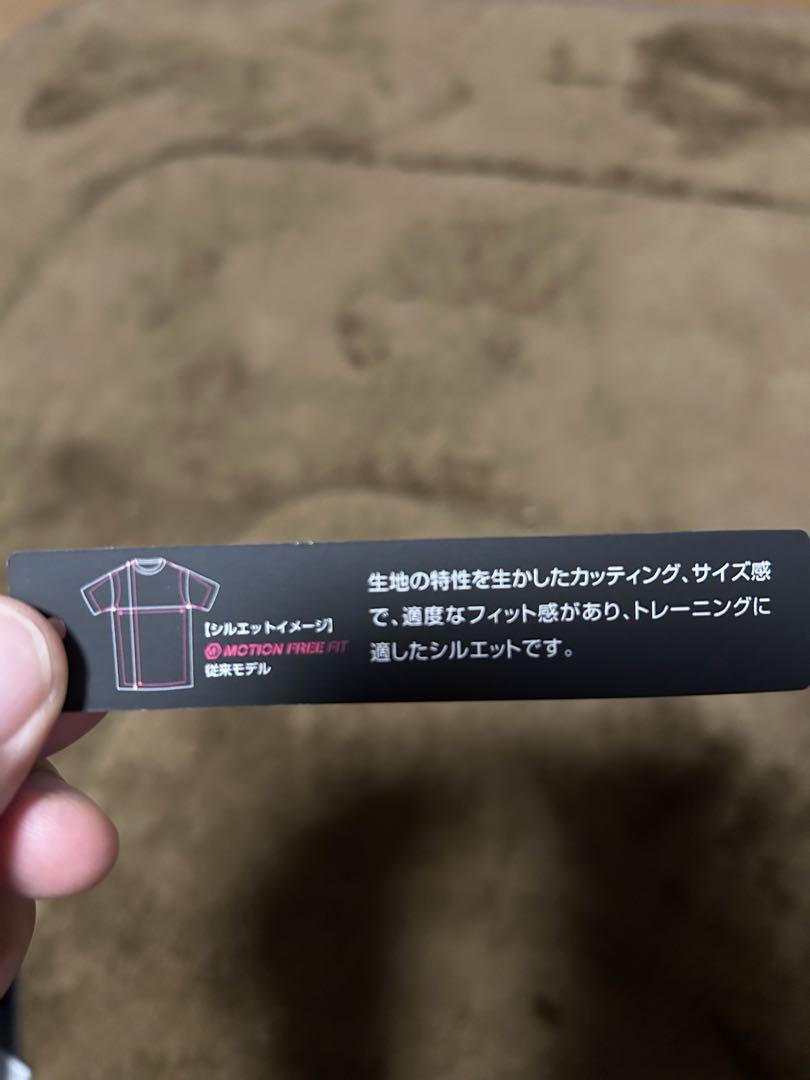 【シルエットイメージ】
MOTION FREE FIT
従来モデル
生地の特性を生かしたカッティング、サイズ感
で、適度なフィット感があり、トレーニングに
適したシルエットです。